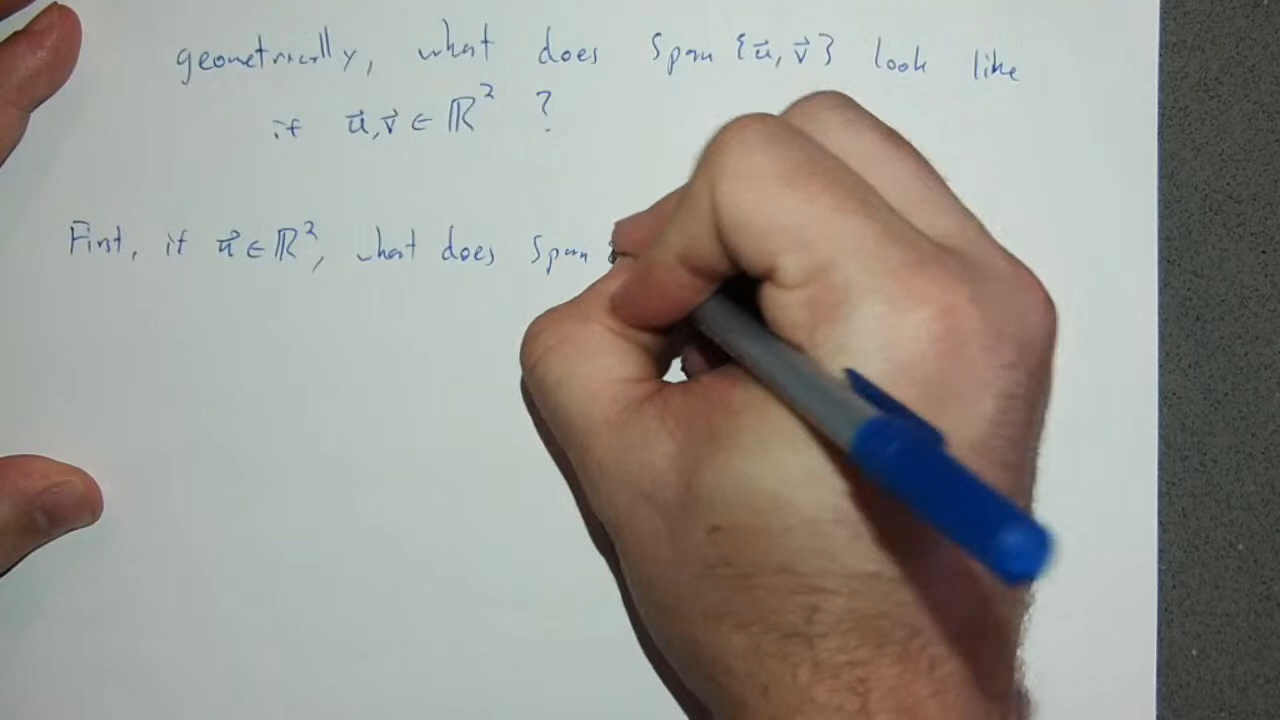 geometrically, what does Span {u⃗, v⃗} look like
if u⃗, v⃗ ∈ ℝ² ?
First, if u⃗ ∈ ℝ², what does Span